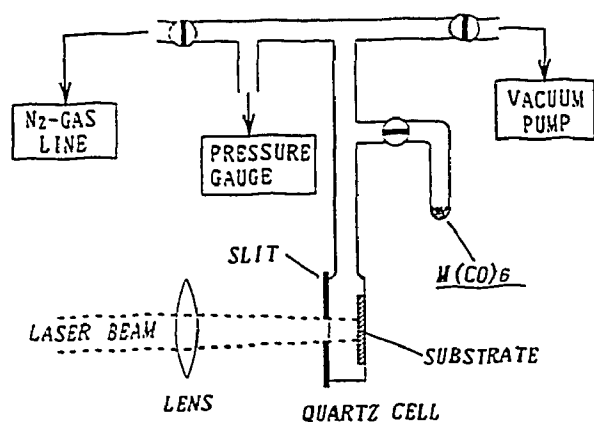 N2-GAS
LINE
PRESSURE
GAUGE
VACUUM
PUMP
M(CO)6
SLIT
LASER BEAM
SUBSTRATE
LENS
QUARTZ CELL